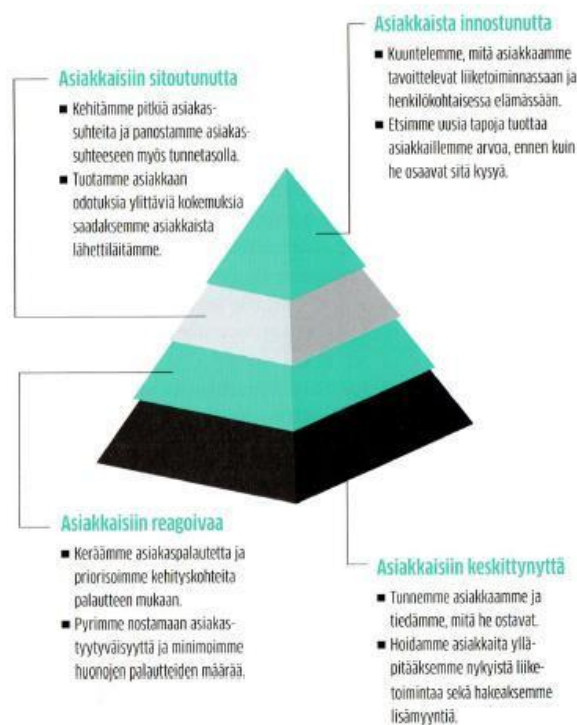 Asiakkaista innostunutta
■ Kuuntelemme, mitä asiakkaamme
tavoittelevat liiketoiminnassaan ja
henkilökohtaisessa elämässään.
■ Etsimme uusia tapoja tuottaa
asiakkaillemme arvoa, ennen kuin
he osaavat sitä kysyä.
Asiakkaisiin sitoutunutta
■ Kehitämme pitkiä asiakas-
suhteita ja panostamme asiakas-
suhteeseen myös tunnetasolla.
■ Tuotamme asiakkaan
odotuksia ylittäviä kokemuksia
saadaksemme asiakkaista
lähettiläitämme.
Asiakkaisiin reagoivaa
■ Keräämme asiakaspalautetta ja
priorisoimme kehityskohteita
palautteen mukaan.
■ Pyrimme nostamaan asiakas-
tyytyväisyyttä ja minimoimme
huonojen palautteiden määrää.
Asiakkaisiin keskittynyttä
■ Tunnemme asiakkaamme ja
tiedämme, mitä he ostavat.
■ Hoidamme asiakkaita yllä-
pitääksemme nykyistä liike-
toimintaa sekä hakeaksemme
lisämyyntiä.